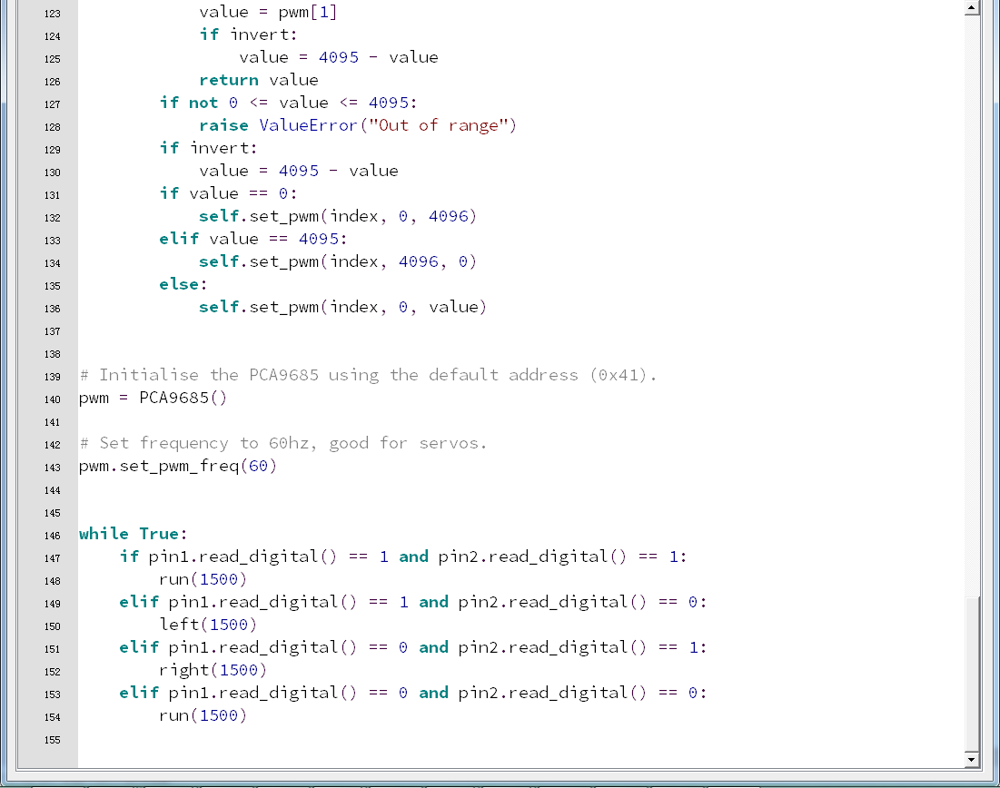 123 value = pwm[1]
124 if invert:
125 value = 4095 - value
126 return value
127 if not 0 <= value <= 4095:
128 raise ValueError("Out of range")
129 if invert:
130 value = 4095 - value
131 if value == 0:
132 self.set_pwm(index, 0, 4096)
133 elif value == 4095:
134 self.set_pwm(index, 4096, 0)
135 else:
136 self.set_pwm(index, 0, value)
137
138
139 # Initialise the PCA9685 using the default address (0x41).
140 pwm = PCA9685()
141
142 # Set frequency to 60hz, good for servos.
143 pwm.set_pwm_freq(60)
144
145
146 while True:
147 if pin1.read_digital() == 1 and pin2.read_digital() == 1:
148 run(1500)
149 elif pin1.read_digital() == 1 and pin2.read_digital() == 0:
150 left(1500)
151 elif pin1.read_digital() == 0 and pin2.read_digital() == 1:
152 right(1500)
153 elif pin1.read_digital() == 0 and pin2.read_digital() == 0:
154 run(1500)
155